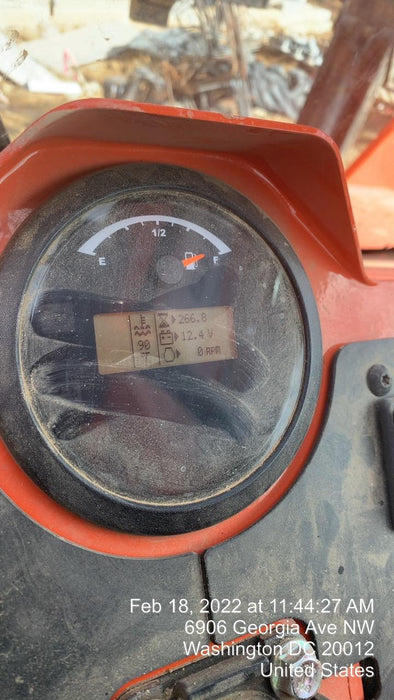 E 1/2 F
266.8
12.4 V
90
0 RPM
Feb 18, 2022 at 11:44:27 AM
6906 Georgia Ave NW
Washington DC 20012
United States